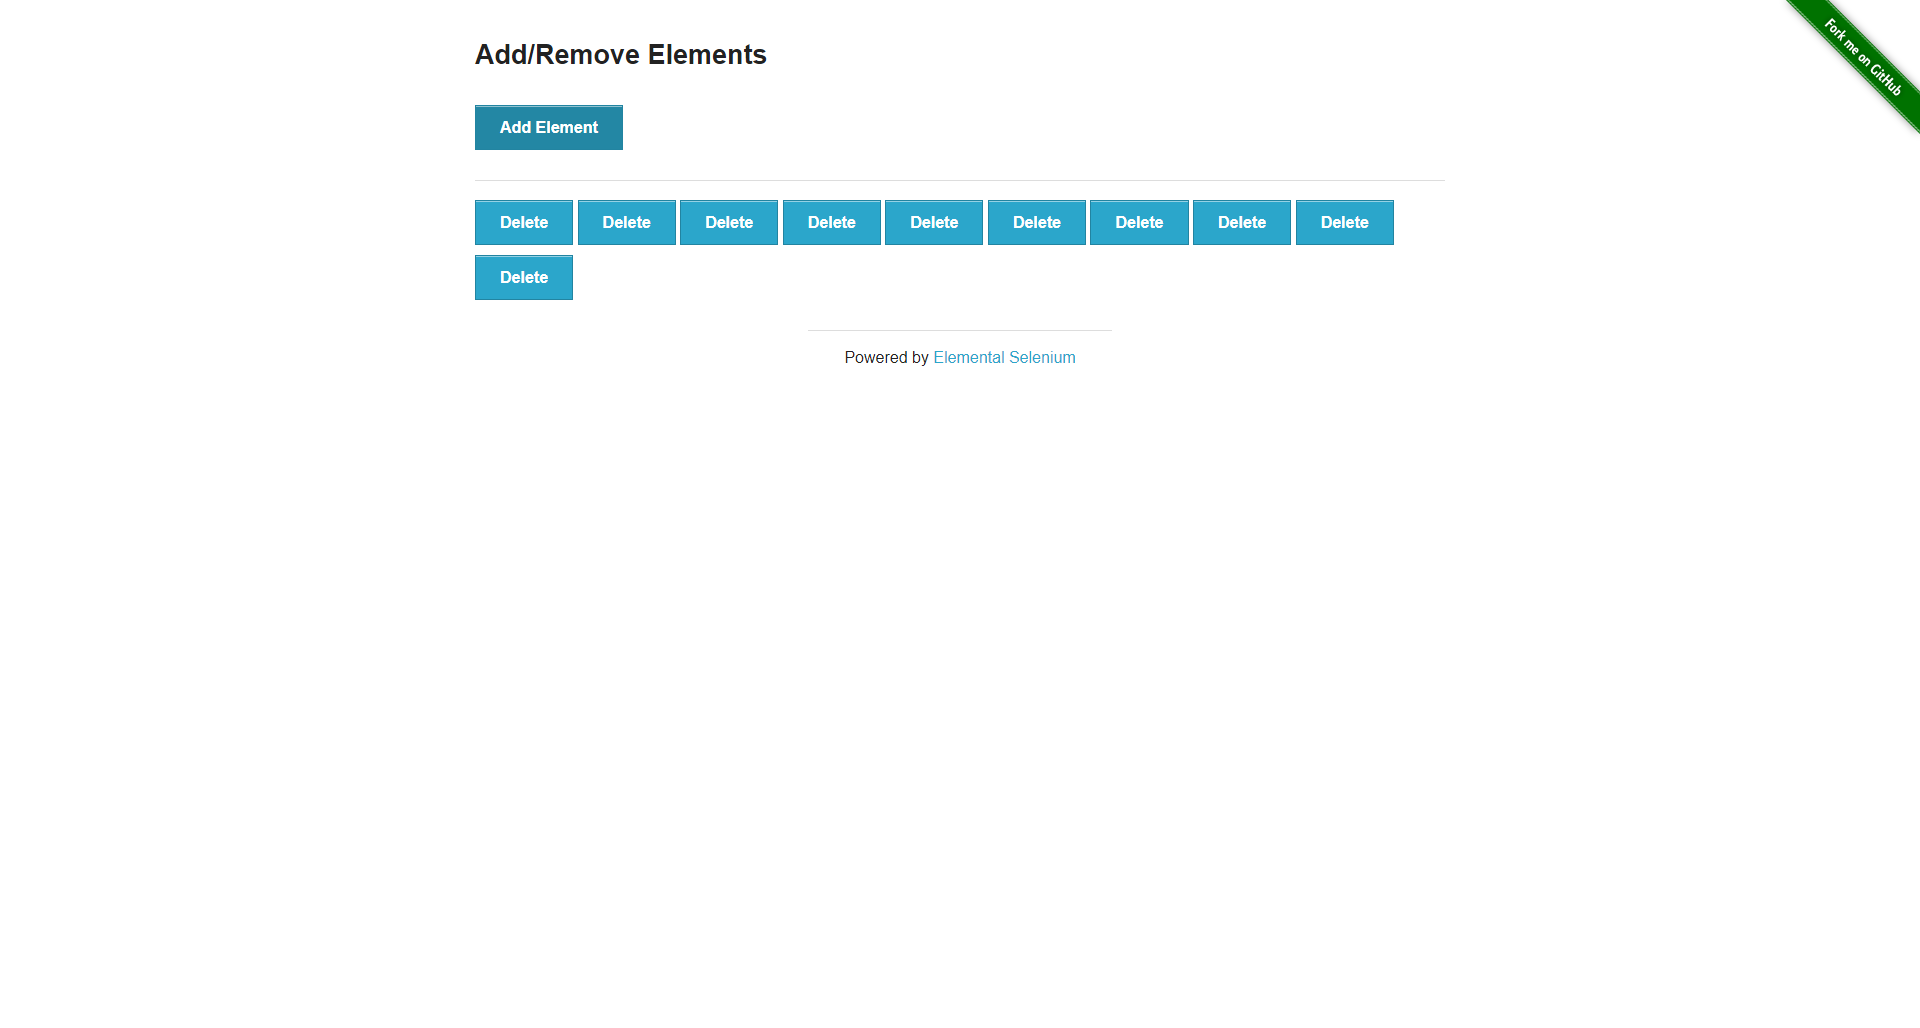 Fork me on GitHub
Add/Remove Elements
Add Element
Delete Delete Delete Delete Delete Delete Delete Delete Delete
Delete
Powered by Elemental Selenium